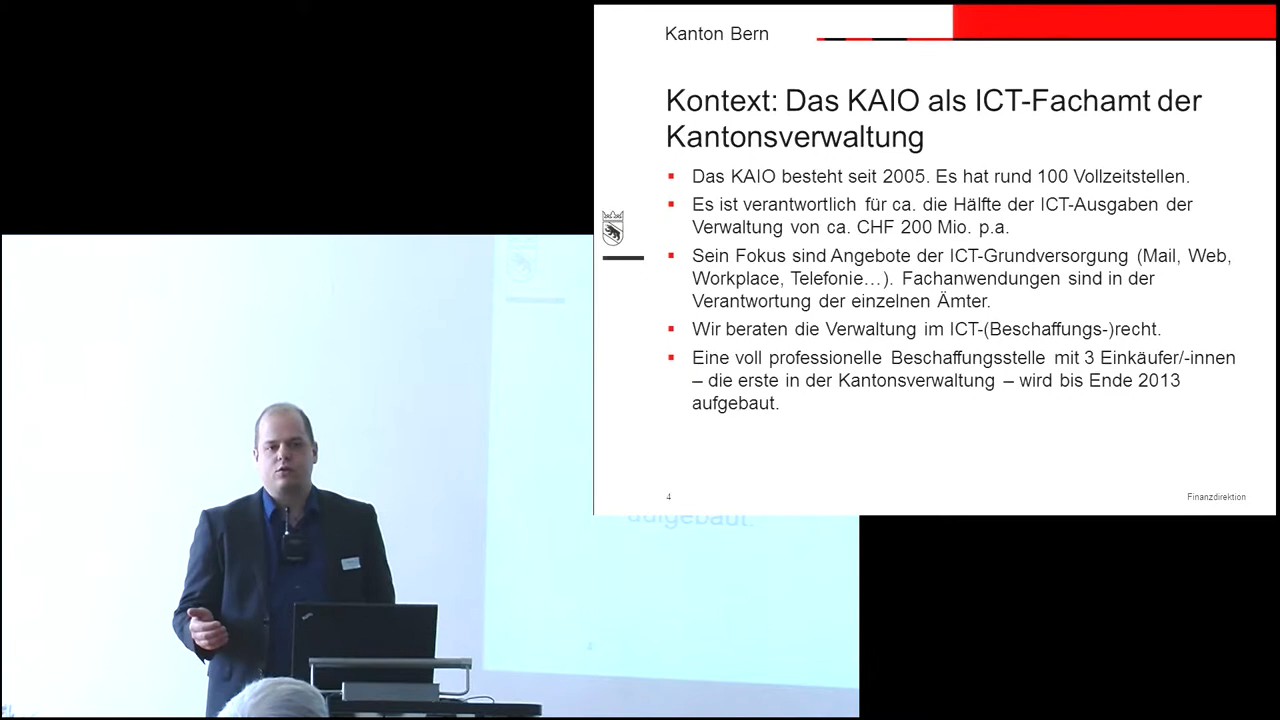 Kanton Bern
Kontext: Das KAIO als ICT-Fachamt der
Kantonsverwaltung
Das KAIO besteht seit 2005. Es hat rund 100 Vollzeitstellen.
Es ist verantwortlich für ca. die Hälfte der ICT-Ausgaben der
Verwaltung von ca. CHF 200 Mio. p.a.
Sein Fokus sind Angebote der ICT-Grundversorgung (Mail, Web,
Workplace, Telefonie…). Fachanwendungen sind in der
Verantwortung der einzelnen Ämter.
Wir beraten die Verwaltung im ICT-(Beschaffungs-)recht.
Eine voll professionelle Beschaffungsstelle mit 3 Einkäufer/-innen
– die erste in der Kantonsverwaltung – wird bis Ende 2013
aufgebaut.
4
Finanzdirektion
aufgebaut.